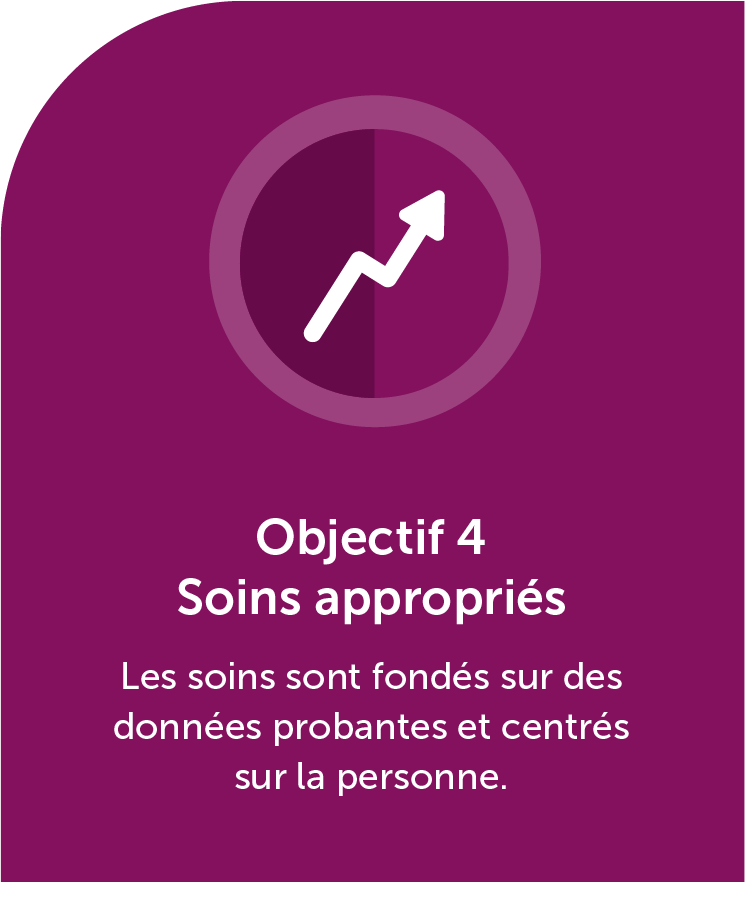 Objectif 4
Soins appropriés
Les soins sont fondés sur des
données probantes et centrés
sur la personne.